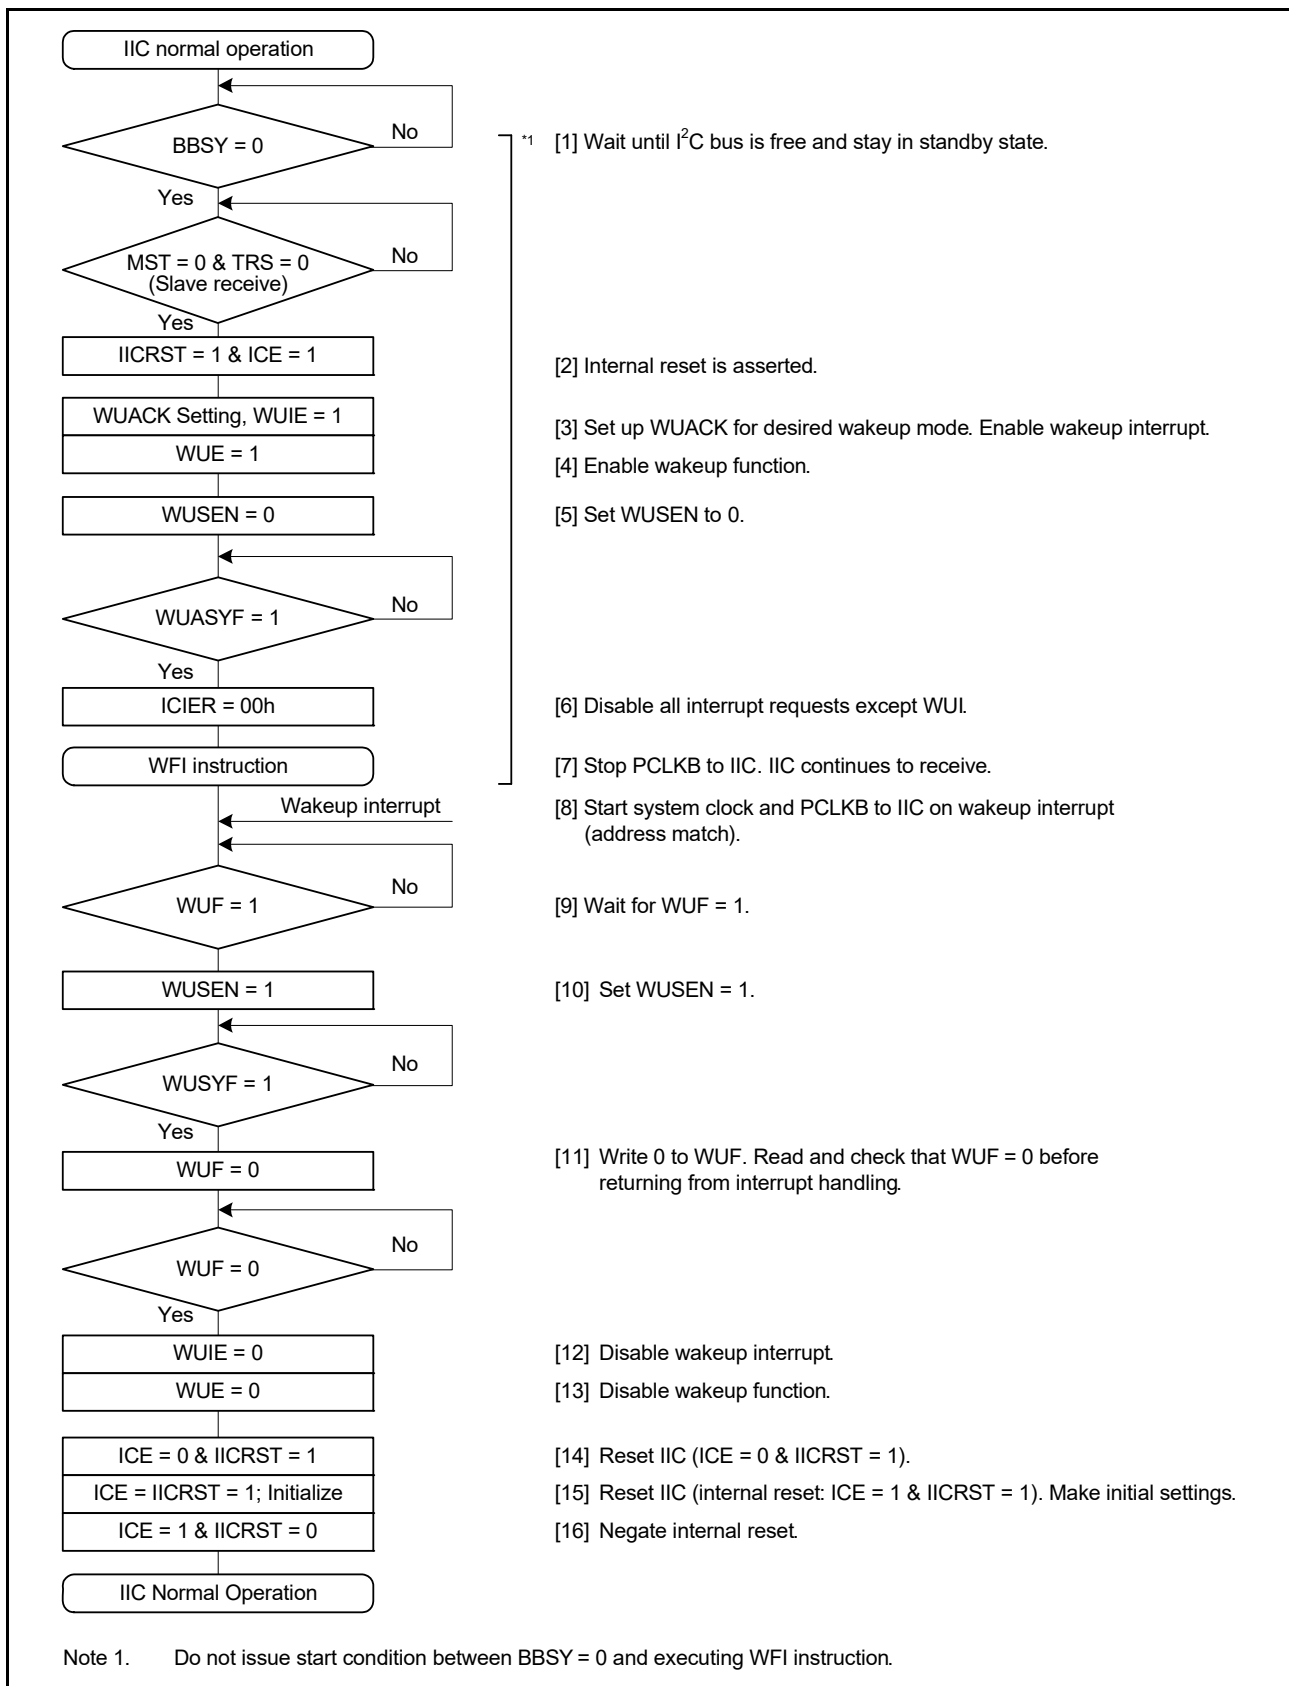 IIC normal operation
BBSY = 0
No
*1
[1] Wait until I²C bus is free and stay in standby state.
Yes
MST = 0 & TRS = 0
(Slave receive)
No
Yes
IICRST = 1 & ICE = 1
[2] Internal reset is asserted.
WUACK Setting, WUIE = 1
[3] Set up WUACK for desired wakeup mode. Enable wakeup interrupt.
WUE = 1
[4] Enable wakeup function.
WUSEN = 0
[5] Set WUSEN to 0.
WUASYF = 1
No
Yes
ICIER = 00h
[6] Disable all interrupt requests except WUI.
WFI instruction
[7] Stop PCLKB to IIC. IIC continues to receive.
Wakeup interrupt
[8] Start system clock and PCLKB to IIC on wakeup interrupt
(address match).
WUF = 1
No
[9] Wait for WUF = 1.
WUSEN = 1
[10] Set WUSEN = 1.
WUSYF = 1
No
Yes
WUF = 0
[11] Write 0 to WUF. Read and check that WUF = 0 before
returning from interrupt handling.
WUF = 0
No
Yes
WUIE = 0
[12] Disable wakeup interrupt.
WUE = 0
[13] Disable wakeup function.
ICE = 0 & IICRST = 1
[14] Reset IIC (ICE = 0 & IICRST = 1).
ICE = IICRST = 1; Initialize
[15] Reset IIC (internal reset: ICE = 1 & IICRST = 1). Make initial settings.
ICE = 1 & IICRST = 0
[16] Negate internal reset.
IIC Normal Operation
Note 1. Do not issue start condition between BBSY = 0 and executing WFI instruction.